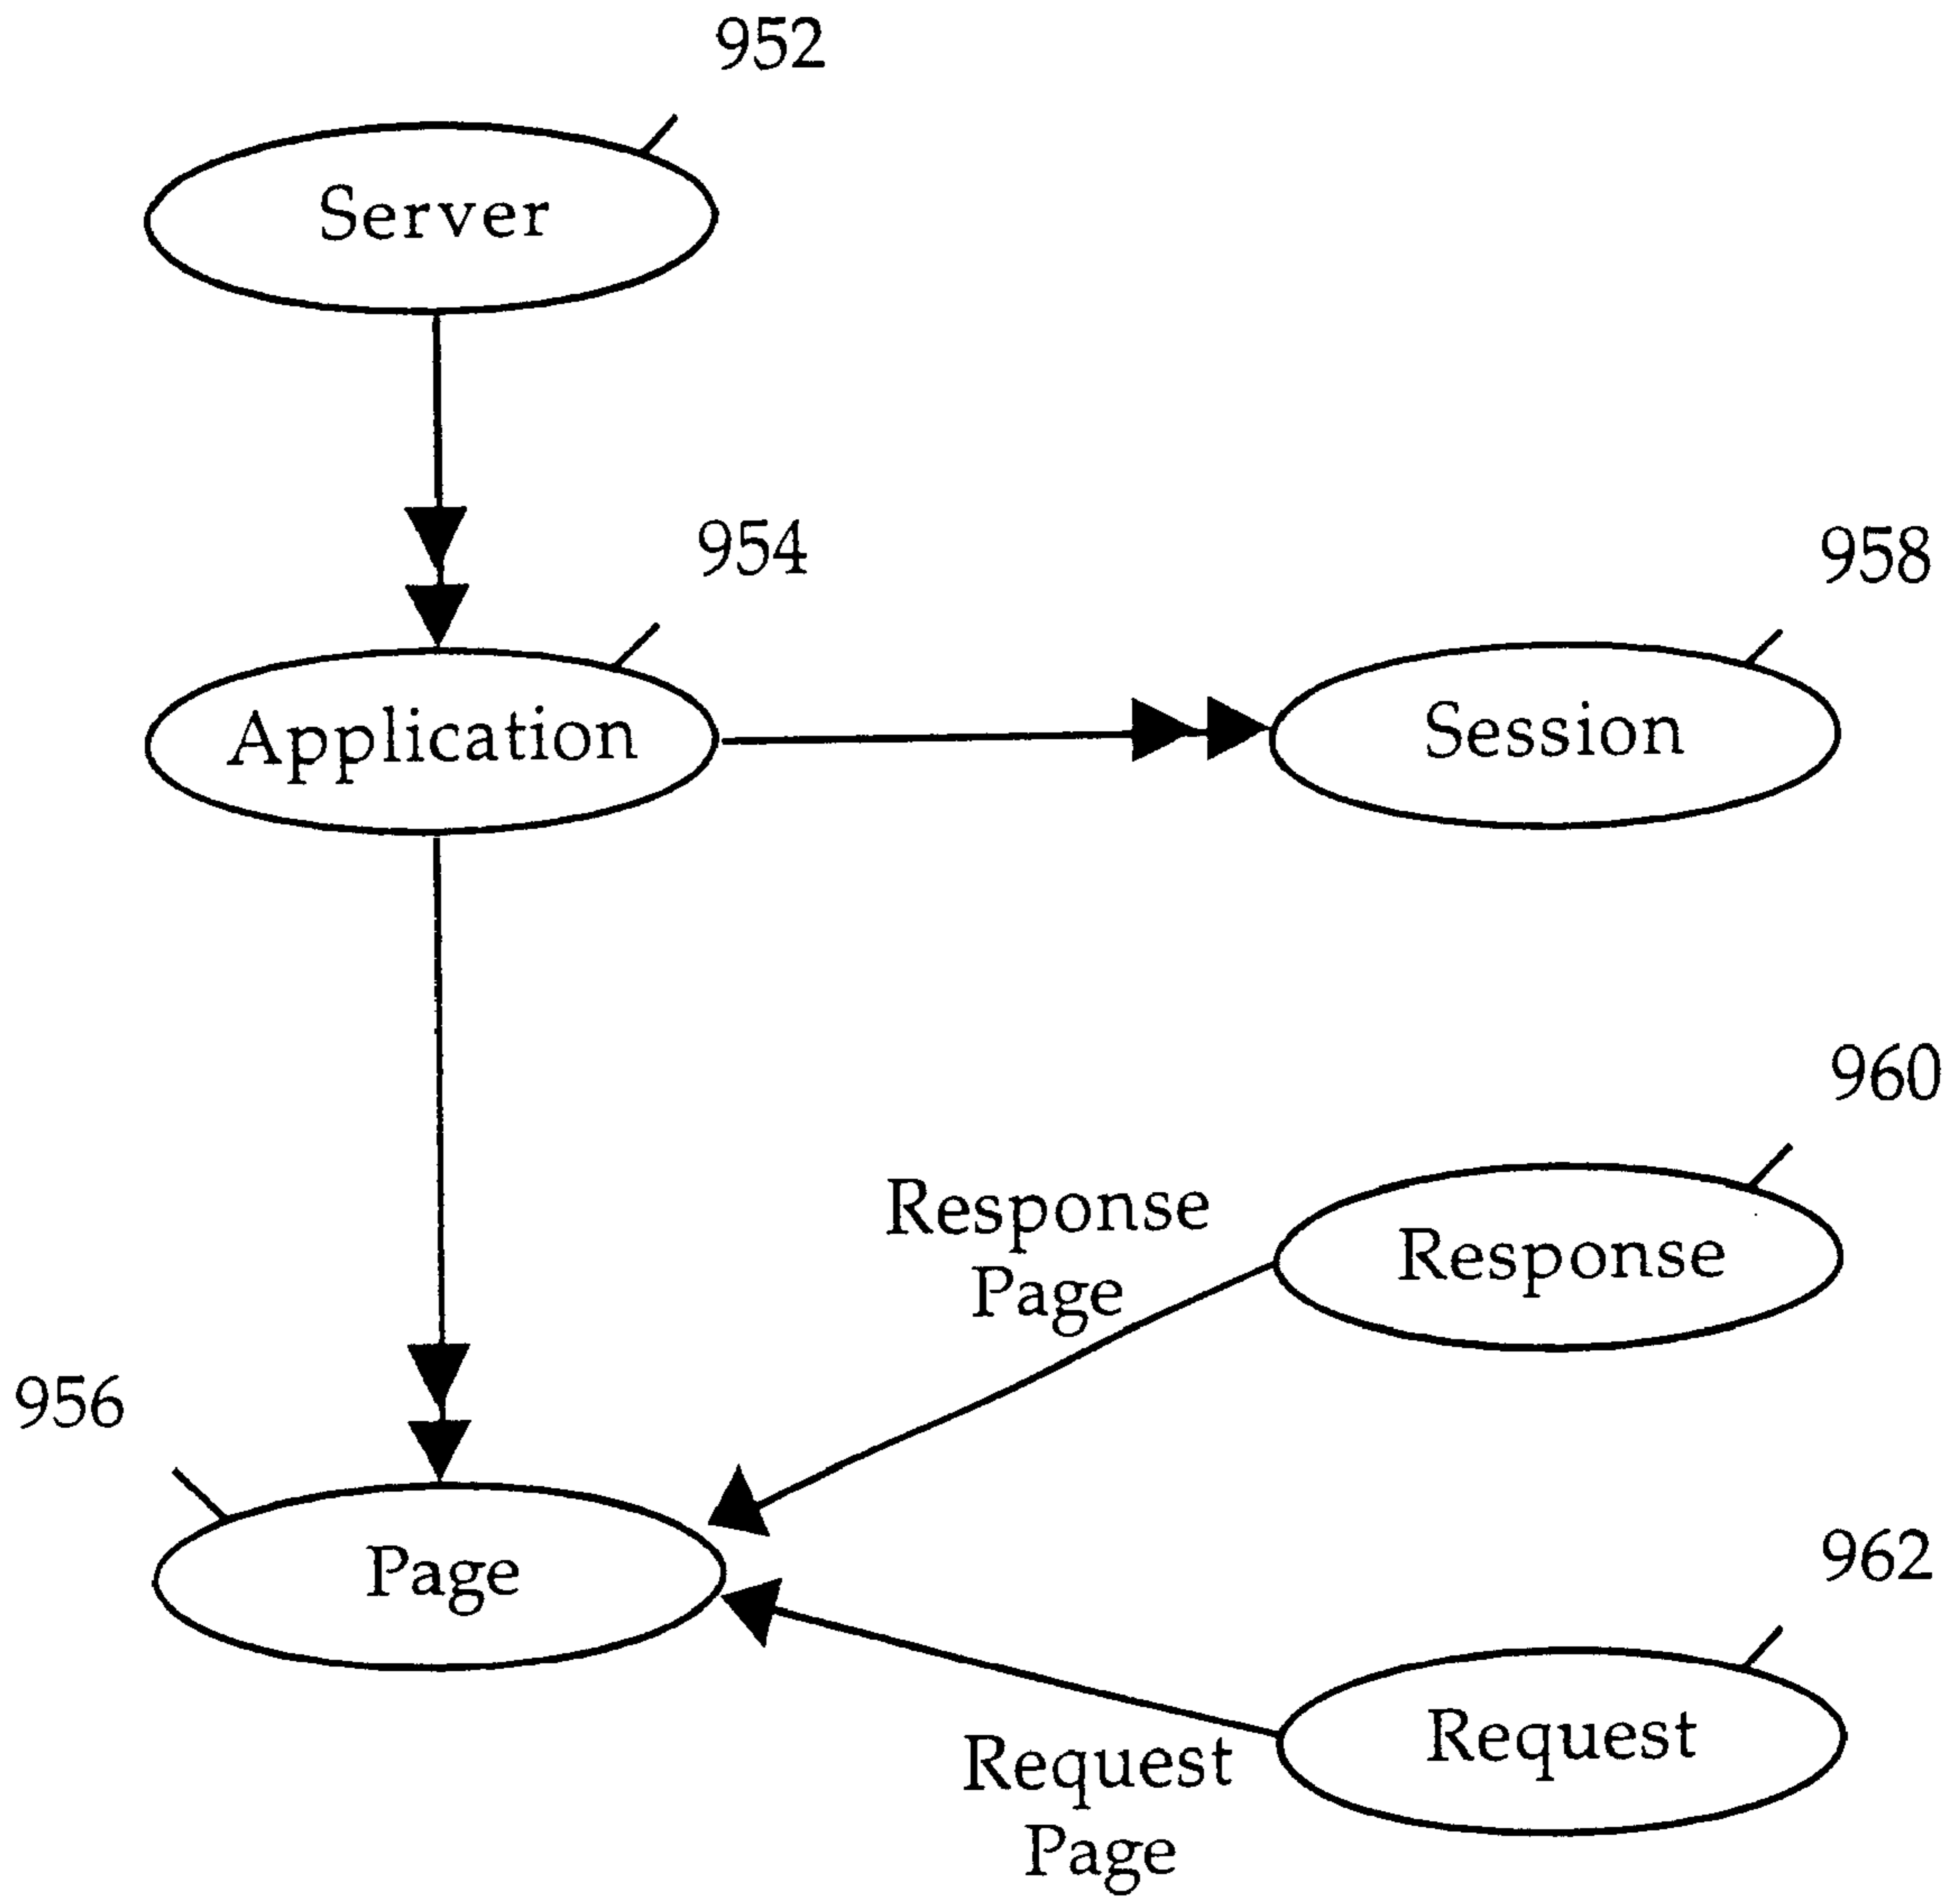 952
Server
954
958
Application
Session
960
Response
Page
Response
956
Page
962
Request
Request
Page